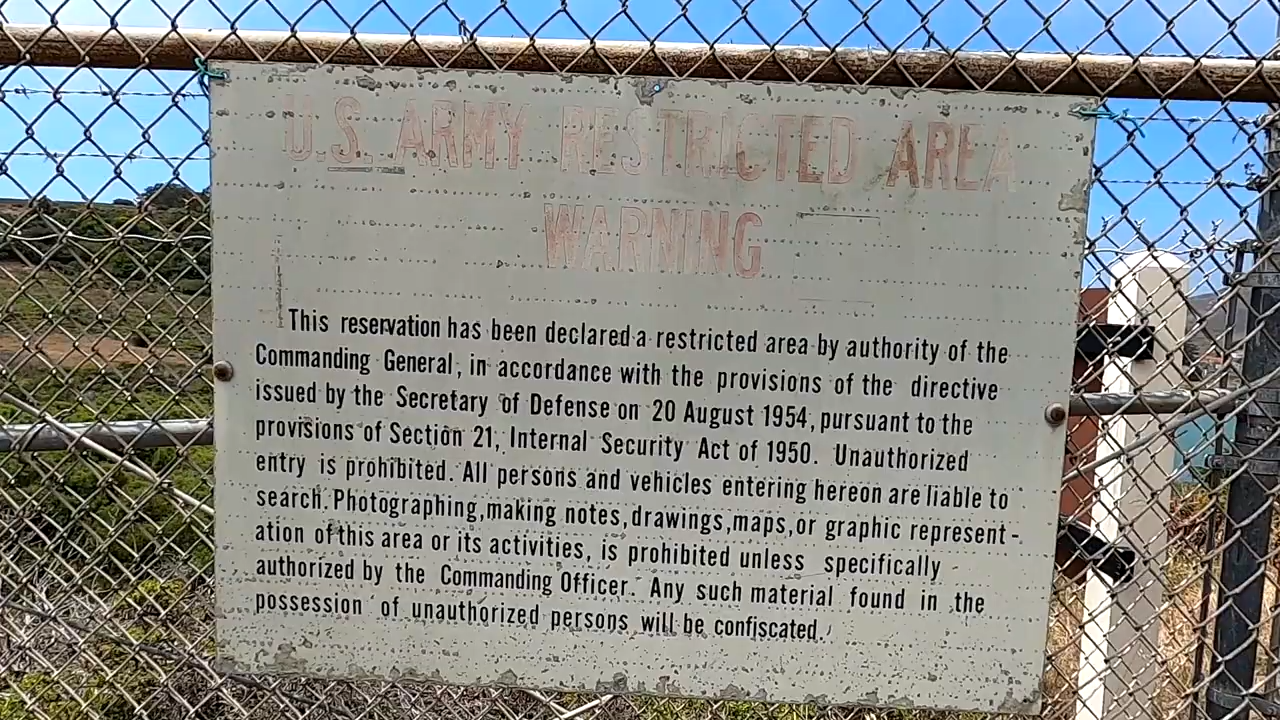 U.S. ARMY RESTRICTED AREA
WARNING
This reservation has been declared a restricted area by authority of the
Commanding General, in accordance with the provisions of the directive
issued by the Secretary of Defense on 20 August 1954, pursuant to the
provisions of Section 21, Internal Security Act of 1950. Unauthorized
entry is prohibited. All persons and vehicles entering hereon are liable to
search. Photographing, making notes, drawings, maps, or graphic represent-
ation of this area or its activities, is prohibited unless specifically
authorized by the Commanding Officer. Any such material found in the
possession of unauthorized persons will be confiscated.